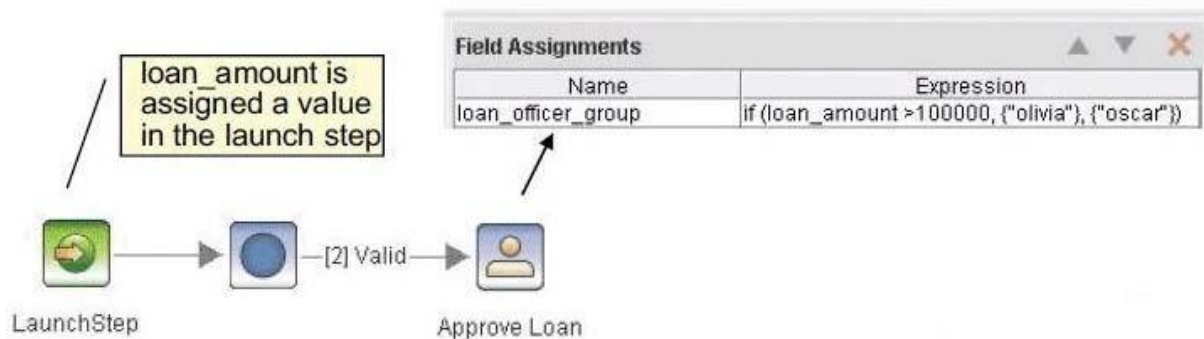 loan_amount is
assigned a value
in the launch step
Field Assignments
Name Expression
loan_officer_group if (loan_amount >100000, {"olivia"}, {"oscar"})
[2] Valid
LaunchStep
Approve Loan